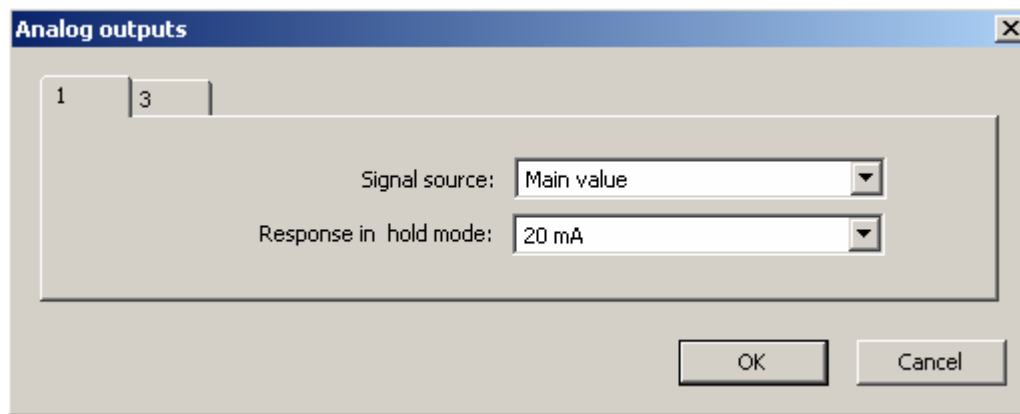 Analog outputs
1 3
Signal source: Main value
Response in hold mode: 20 mA
OK Cancel